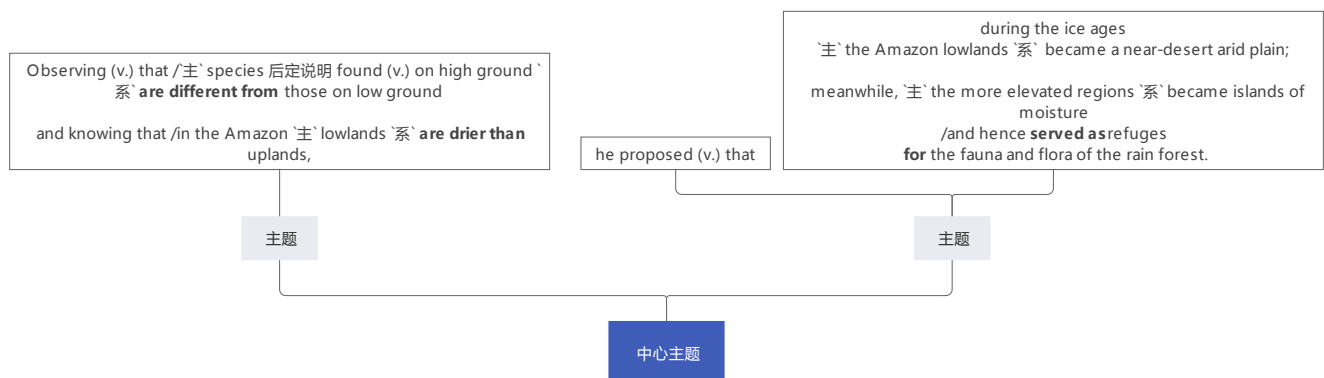 Observing (v.) that /`主` species 后定说明 found (v.) on high ground `
系` are different from those on low ground
and knowing that /in the Amazon `主` lowlands `系` are drier than
uplands,
he proposed (v.) that
during the ice ages
`主` the Amazon lowlands `系` became a near-desert arid plain;
meanwhile, `主` the more elevated regions `系` became islands of
moisture
/and hence served as refuges
for the fauna and flora of the rain forest.
主题
主题
中心主题